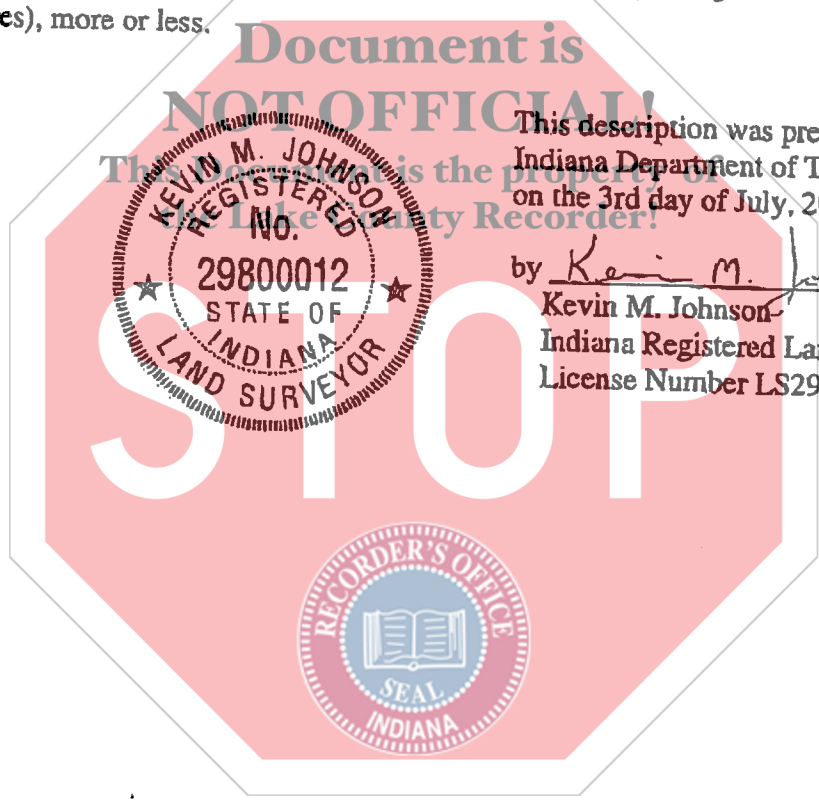 es), more or less.
Document is
NOT OFFICIAL!
This Document is the property of
the Lake County Recorder!
KEVIN M. JOHNSON
REGISTERED
No.
29800012
STATE OF
INDIANA
LAND SURVEYOR
This description was pre
Indiana Department of T
on the 3rd day of July, 2
by Kevin M.
Kevin M. Johnson
Indiana Registered La
License Number LS29
STOP
RECORDER'S OFFICE
SEAL
INDIANA